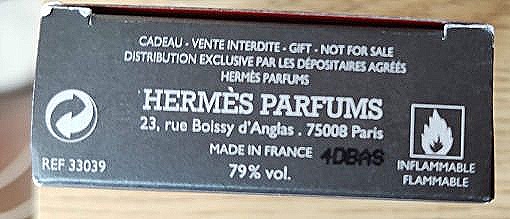 CADEAU - VENTE INTERDITE - GIFT - NOT FOR SALE
DISTRIBUTION EXCLUSIVE PAR LES DÉPOSITAIRES AGRÉÉS
HERMÈS PARFUMS
HERMÈS PARFUMS
23, rue Boissy d'Anglas . 75008 Paris
MADE IN FRANCE 4DBAS
REF 33039
79% vol.
INFLAMMABLE
FLAMMABLE